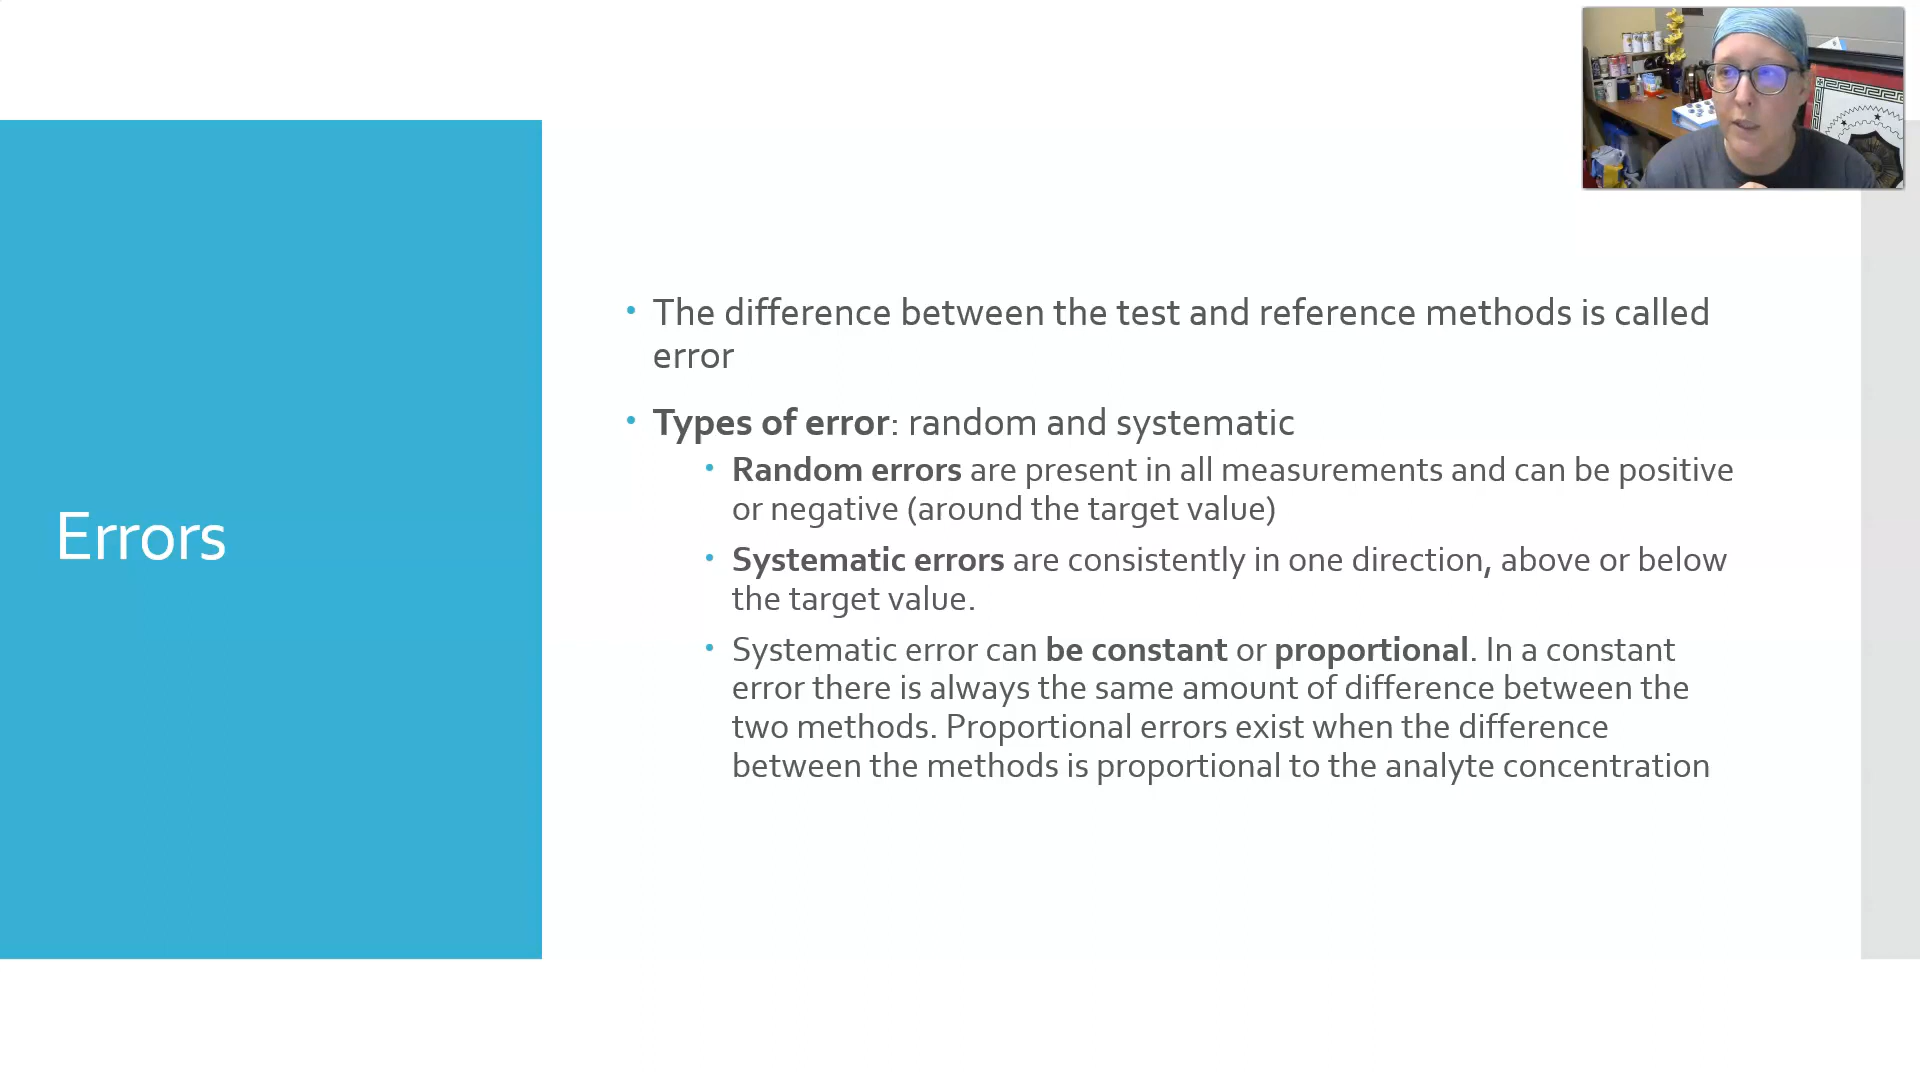 Errors
• The difference between the test and reference methods is called
error
• Types of error: random and systematic
• Random errors are present in all measurements and can be positive
or negative (around the target value)
• Systematic errors are consistently in one direction, above or below
the target value.
• Systematic error can be constant or proportional. In a constant
error there is always the same amount of difference between the
two methods. Proportional errors exist when the difference
between the methods is proportional to the analyte concentration